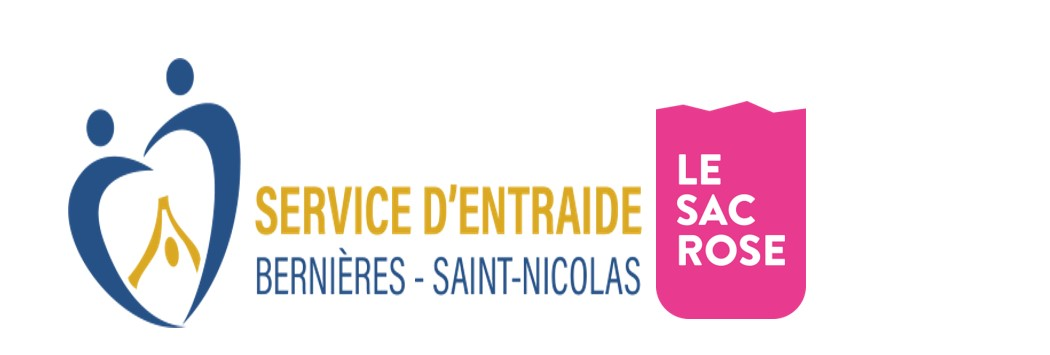 SERVICE D'ENTRAIDE
BERNIÈRES - SAINT-NICOLAS
LE
SAC
ROSE